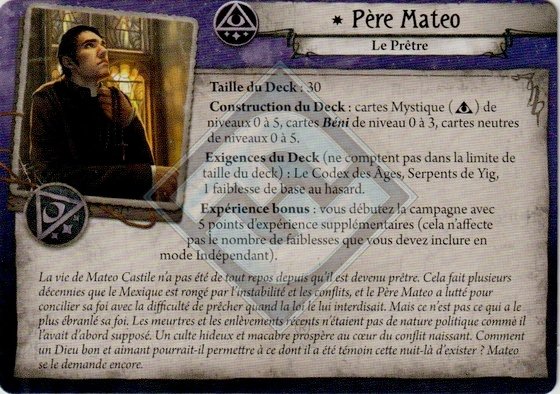 Père Mateo
Le Prêtre
Taille du Deck : 30
Construction du Deck : cartes Mystique ( ) de
niveaux 0 à 5, cartes Béni de niveau 0 à 3, cartes neutres
de niveaux 0 à 5.
Exigences du Deck (ne comptent pas dans la limite de
taille du deck) : Le Codex des Âges, Serpents de Yig,
1 faiblesse de base au hasard.
Expérience bonus : vous débutez la campagne avec
5 points d'expérience supplémentaires (cela n'affecte
pas le nombre de faiblesses que vous devez inclure en
mode Indépendant).
La vie de Mateo Castile n'a pas été de tout repos depuis qu'il est devenu prêtre. Cela fait plusieurs
décennies que le Mexique est rongé par l'instabilité et les conflits, et le Père Mateo a lutté pour
concilier sa foi avec la difficulté de prêcher quand la loi le lui interdisait. Mais ce n'est pas ce qui a le
plus ébranlé sa foi. Les meurtres et les enlèvements récents n'étaient pas de nature politique comme il
l'avait d'abord supposé. Un culte hideux et macabre prospère au cœur du conflit naissant. Comment
un Dieu bon et aimant pourrait-il permettre à ce dont il a été témoin cette nuit-là d'exister ? Mateo
se le demande encore.